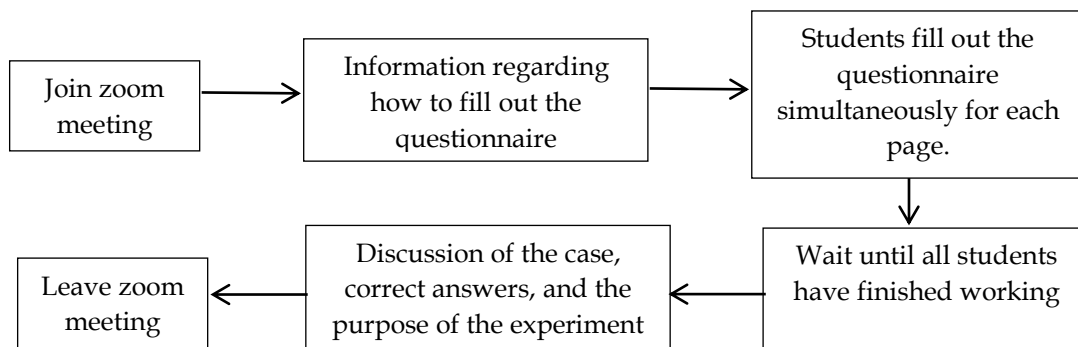 Join zoom
meeting
Information regarding
how to fill out the
questionnaire
Students fill out the
questionnaire
simultaneously for each
page.
Wait until all students
have finished working
Discussion of the case,
correct answers, and the
purpose of the experiment
Leave zoom
meeting